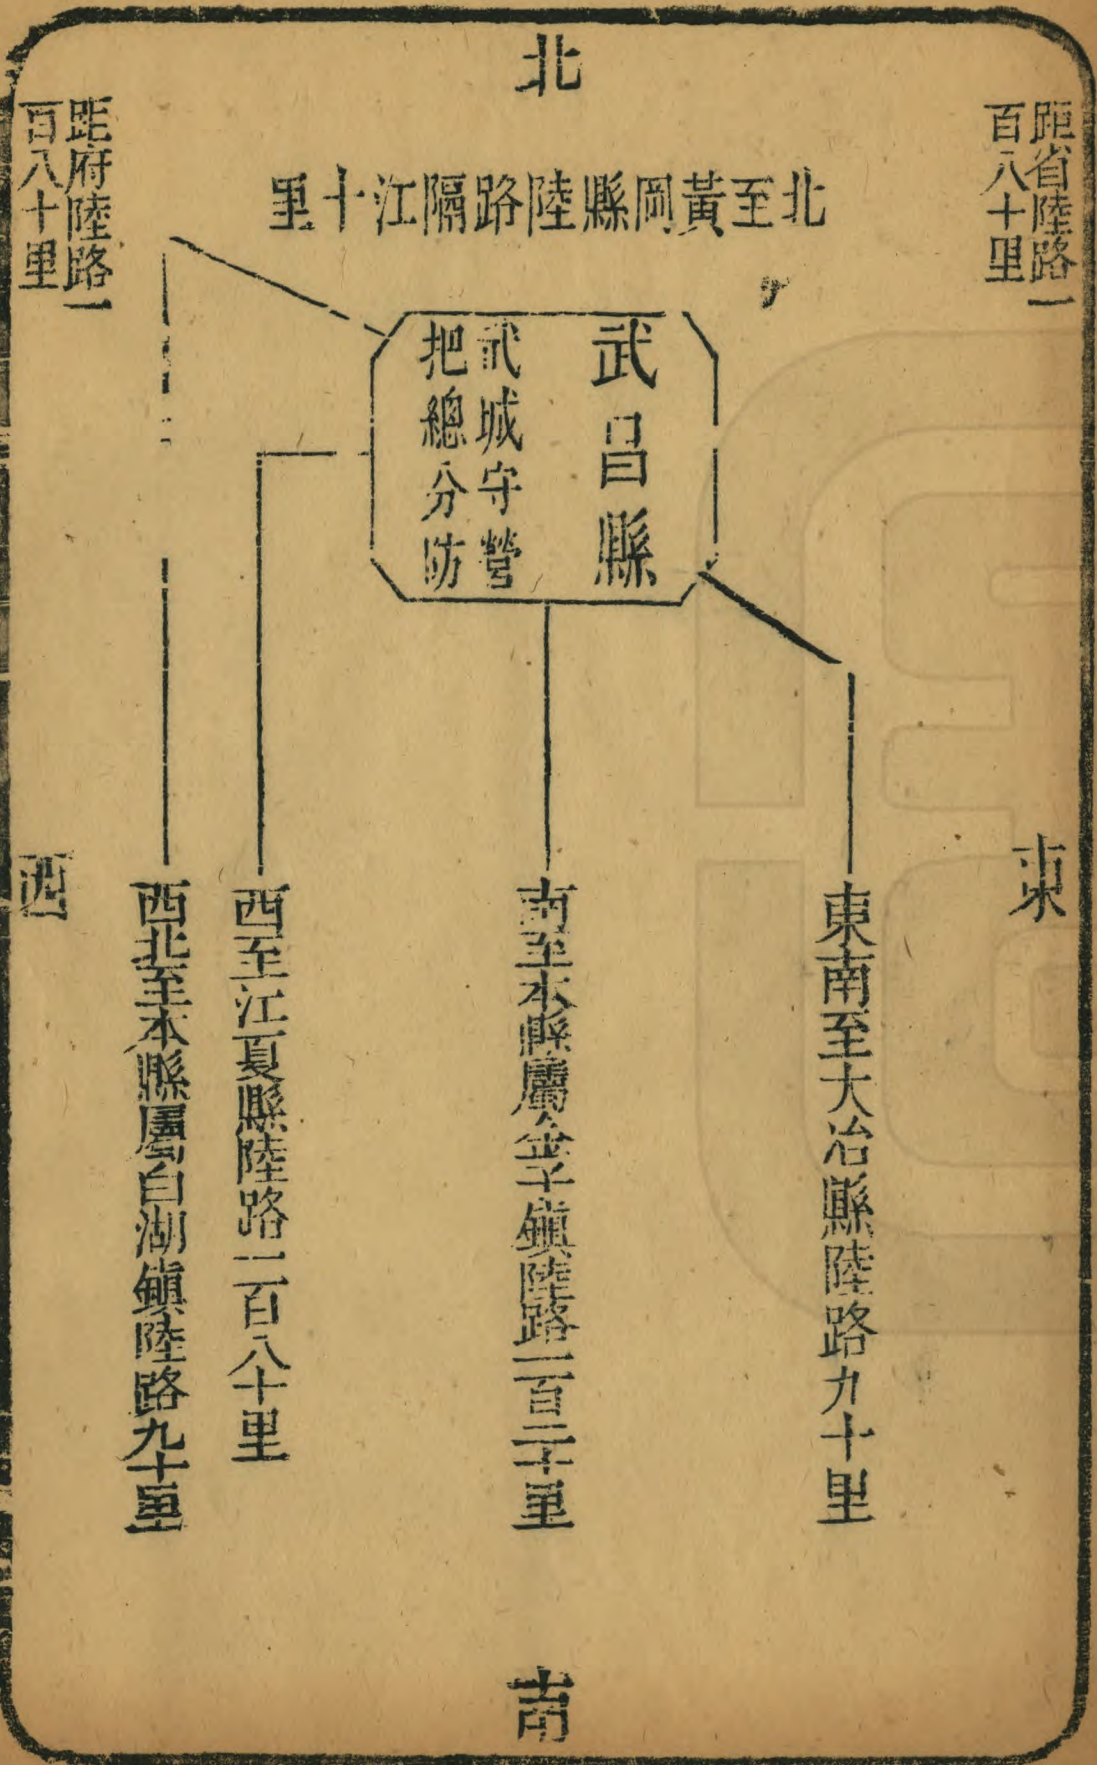 北
距省陸路一
百八十里
北至黃岡縣陸路隔江十里
距府陸路一
百八十里
武昌縣
武城守營
把總分防
東
東南至大冶縣陸路九十里
南至本縣屬金子鎮陸路一百二十里
西至江夏縣陸路一百八十里
西北至本縣屬白湖鎮陸路九十里
西
南